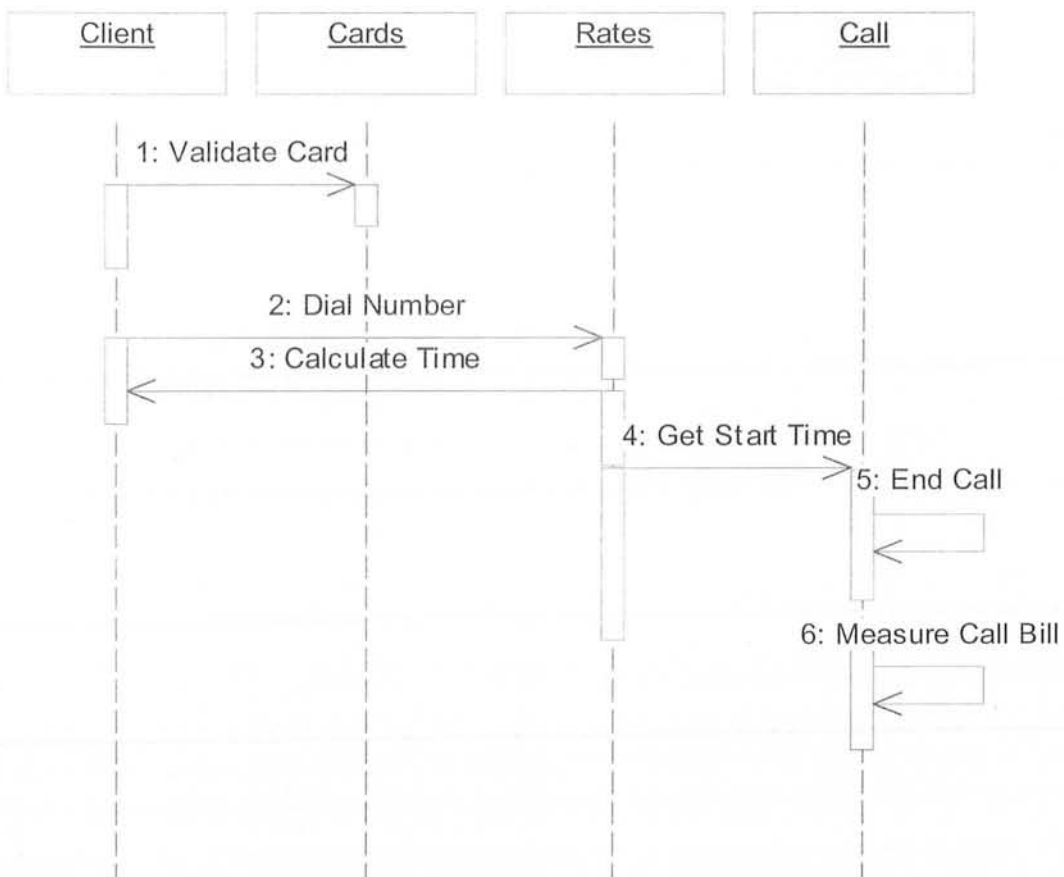 Client
Cards
Rates
Call
1: Validate Card
2: Dial Number
3: Calculate Time
4: Get Start Time
5: End Call
6: Measure Call Bill